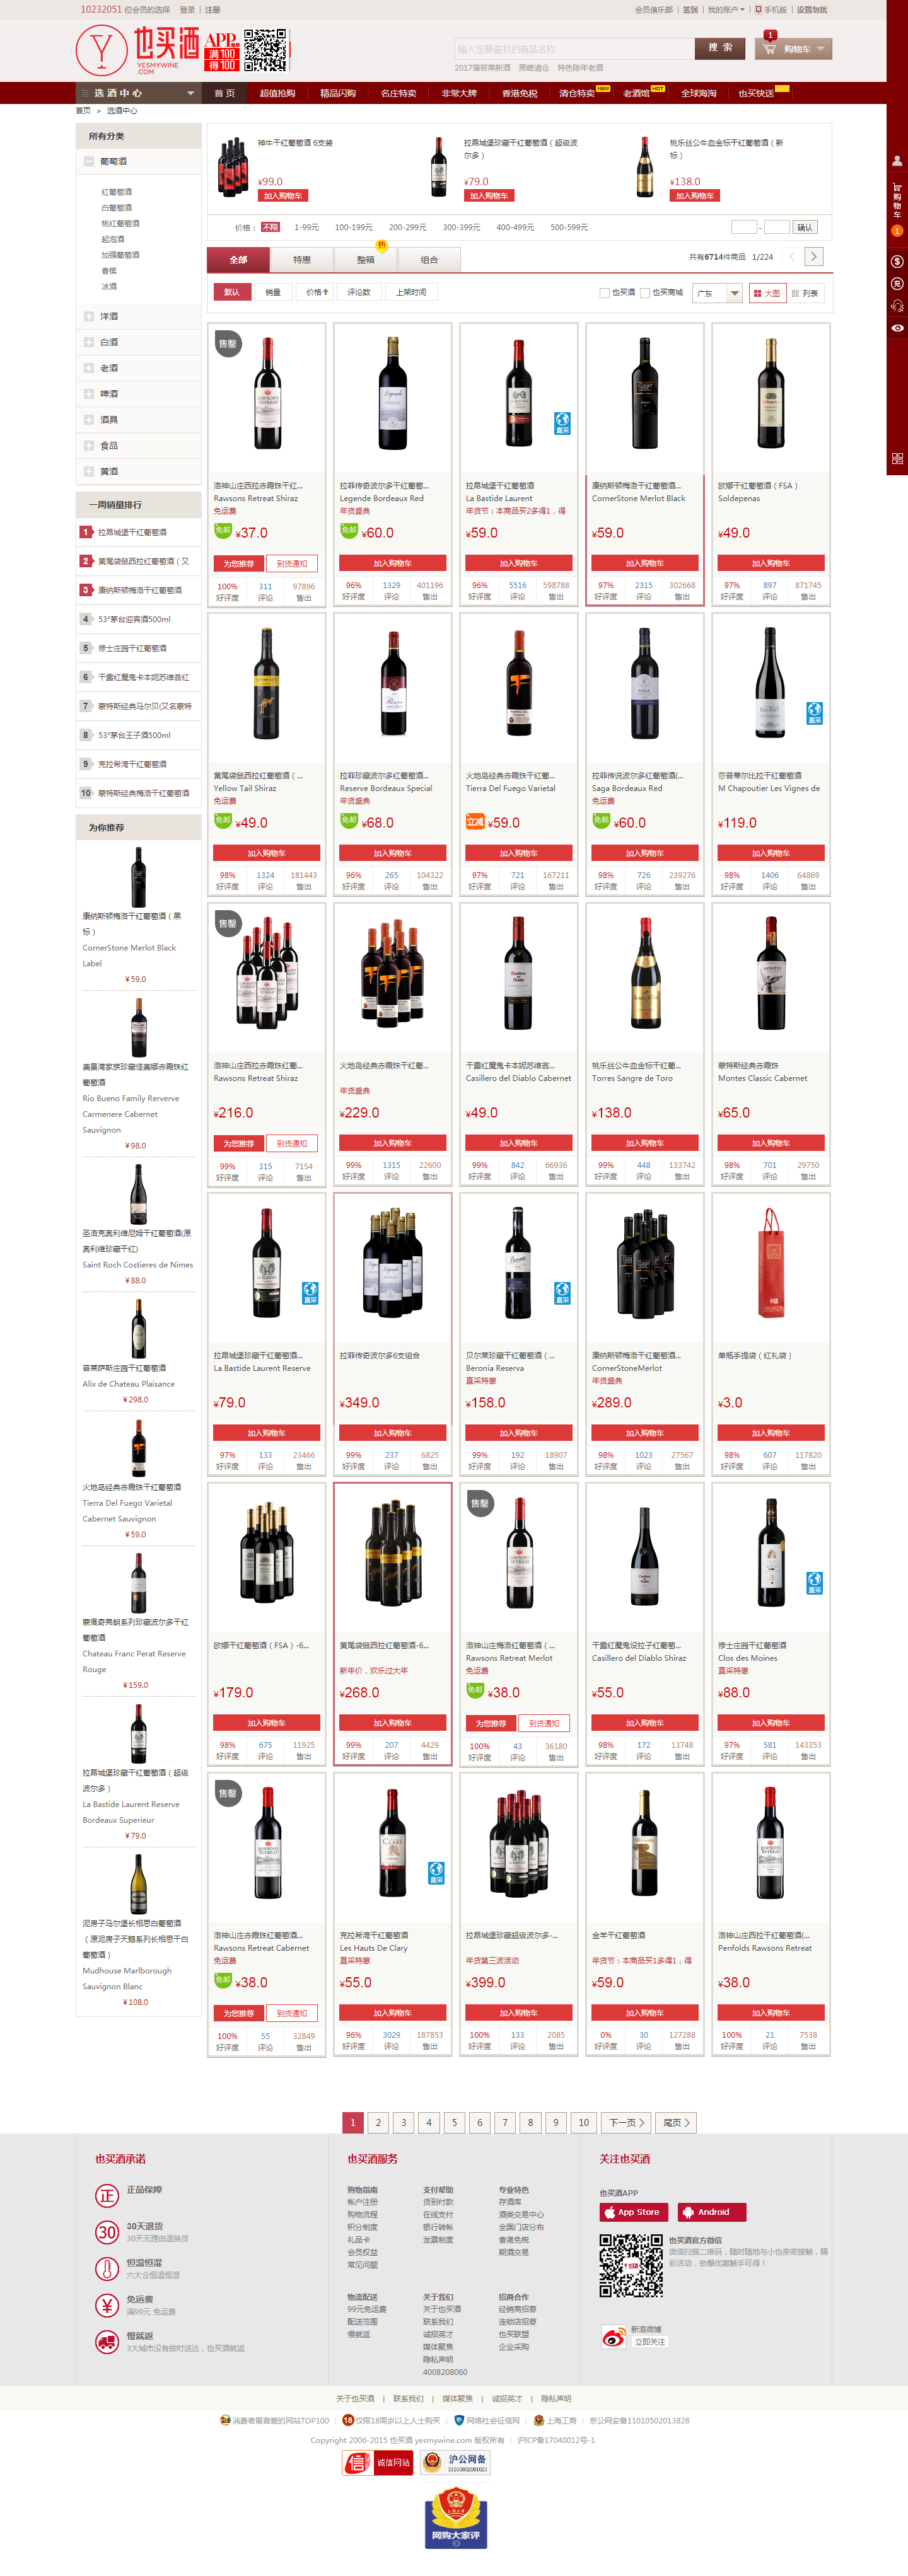 10232051 位会员的选择 登录 | 注册
会员俱乐部 | 签到 | 我的账户 | 手机版 | 设置勿扰
也买酒
YESMYWINE
.COM
APP
满100
减100
搜 索
1
购物车
输入您要查找的商品名称
2017薄若莱新酒 黑啤清仓 特色陈年老酒
选酒中心
首 页 超值抢购 精品闪购 名庄特卖 非常大牌 香港免税 清仓特卖 NEW 老酒馆 HOT 全球海淘 也买快送
首页 > 选酒中心
所有分类
葡萄酒
红葡萄酒
白葡萄酒
桃红葡萄酒
起泡酒
加强葡萄酒
香槟
冰酒
洋酒
白酒
老酒
啤酒
酒具
食品
黄酒
神牛干红葡萄酒 6支装
¥99.0
加入购物车
拉昂城堡珍藏干红葡萄酒（超级波
尔多）
¥79.0
加入购物车
桃乐丝公牛血金标干红葡萄酒（新
标）
¥138.0
加入购物车
价格： 不限 1-99元 100-199元 200-299元 300-399元 400-499元 500-599元 - 确认
全部 特惠 整箱 热 组合
共有6714件商品 1/224
默认 销量 价格 评论数 上架时间
也买酒 也买商城 广东 大图 列表
购物车
1
一周销量排行
1 拉昂城堡干红葡萄酒
2 黄尾袋鼠西拉红葡萄酒（又
3 康纳斯顿梅洛干红葡萄酒
4 53°茅台迎宾酒500ml
5 修士庄园干红葡萄酒
6 干露红魔鬼卡本妮苏维翁红
7 蒙特斯经典马尔贝(又名蒙特
8 53°茅台王子酒500ml
9 克拉希湾干红葡萄酒
10 蒙特斯经典梅洛干红葡萄酒
为你推荐
康纳斯顿梅洛干红葡萄酒（黑
标）
CornerStone Merlot Black
Label
¥ 59.0
美景湾家族珍藏佳美娜赤霞珠红
葡萄酒
Rio Bueno Family Rerverve
Carmenere Cabernet
Sauvignon
¥ 98.0
圣洛克奥利维尼姆干红葡萄酒(原
奥利维珍藏干红)
Saint Roch Costieres de Nimes
¥ 88.0
普莱萨斯庄园干红葡萄酒
Alix de Chateau Plaisance
¥ 298.0
火地岛经典赤霞珠干红葡萄酒
Tierra Del Fuego Varietal
Cabernet Sauvignon
¥ 59.0
蒙佩奇弗朗系列珍藏波尔多干红
葡萄酒
Chateau Franc Perat Reserve
Rouge
¥ 159.0
拉昂城堡珍藏干红葡萄酒（超级
波尔多）
La Bastide Laurent Reserve
Bordeaux Superieur
¥ 79.0
泥房子马尔堡长相思白葡萄酒
（原泥房子天翘系列长相思干白
葡萄酒）
Mudhouse Marlborough
Sauvignon Blanc
¥ 108.0
售罄
洛神山庄西拉赤霞珠干红...
Rawsons Retreat Shiraz
免运费
免邮 ¥37.0
为您推荐 到货通知
100% 311 97896
好评度 评论 售出
拉菲传奇波尔多干红葡萄...
Legende Bordeaux Red
年货盛典
免邮 ¥60.0
加入购物车
96% 1329 401196
好评度 评论 售出
直采
拉昂城堡干红葡萄酒
La Bastide Laurent
年货节：本商品买2多得1，得
¥59.0
加入购物车
96% 5516 598788
好评度 评论 售出
康纳斯顿梅洛干红葡萄酒...
CornerStone Merlot Black
¥59.0
加入购物车
97% 2315 302668
好评度 评论 售出
欧娜干红葡萄酒（FSA）
Soldepenas
¥49.0
加入购物车
97% 897 871745
好评度 评论 售出
黄尾袋鼠西拉红葡萄酒（...
Yellow Tail Shiraz
免运费
免邮 ¥49.0
加入购物车
98% 1324 181443
好评度 评论 售出
拉菲珍藏波尔多红葡萄酒...
Reserve Bordeaux Special
年货盛典
免邮 ¥68.0
加入购物车
96% 265 104322
好评度 评论 售出
火地岛经典赤霞珠干红葡...
Tierra Del Fuego Varietal
立减 ¥59.0
加入购物车
97% 721 167211
好评度 评论 售出
拉菲传说波尔多红葡萄酒(...
Saga Bordeaux Red
免运费
免邮 ¥60.0
加入购物车
98% 726 239276
好评度 评论 售出
直采
莎普蒂尔比拉干红葡萄酒
M Chapoutier Les Vignes de
¥119.0
加入购物车
98% 1406 64869
好评度 评论 售出
售罄
洛神山庄西拉赤霞珠红葡...
Rawsons Retreat Shiraz
¥216.0
为您推荐 到货通知
99% 315 7154
好评度 评论 售出
火地岛经典赤霞珠干红葡...
年货盛典
¥229.0
加入购物车
99% 1315 22600
好评度 评论 售出
干露红魔鬼卡本妮苏维翁...
Casillero del Diablo Cabernet
¥49.0
加入购物车
99% 842 66936
好评度 评论 售出
桃乐丝公牛血金标干红葡...
Torres Sangre de Toro
¥138.0
加入购物车
99% 448 133742
好评度 评论 售出
蒙特斯经典赤霞珠
Montes Classic Cabernet
¥65.0
加入购物车
98% 701 29750
好评度 评论 售出
直采
拉昂城堡珍藏干红葡萄酒...
La Bastide Laurent Reserve
¥79.0
加入购物车
97% 133 23466
好评度 评论 售出
拉菲传奇波尔多6支组合
¥349.0
加入购物车
99% 237 6825
好评度 评论 售出
直采
贝尔莱珍藏干红葡萄酒（...
Beronia Reserva
直采特惠
¥158.0
加入购物车
99% 192 18907
好评度 评论 售出
康纳斯顿梅洛干红葡萄酒...
CornerStoneMerlot
年货盛典
¥289.0
加入购物车
98% 1023 27567
好评度 评论 售出
单瓶手提袋（红礼袋）
¥3.0
加入购物车
98% 607 117820
好评度 评论 售出
欧娜干红葡萄酒（FSA）-6...
¥179.0
加入购物车
98% 675 11925
好评度 评论 售出
黄尾袋鼠西拉红葡萄酒-6...
新年价，欢乐过大年
¥268.0
加入购物车
99% 207 4429
好评度 评论 售出
售罄
洛神山庄梅洛红葡萄酒（...
Rawsons Retreat Merlot
免运费
免邮 ¥38.0
为您推荐 到货通知
100% 43 36180
好评度 评论 售出
干露红魔鬼设拉子红葡萄...
Casillero del Diablo Shiraz
¥55.0
加入购物车
98% 172 13748
好评度 评论 售出
直采
修士庄园干红葡萄酒
Clos des Moines
直采特惠
¥88.0
加入购物车
97% 581 143353
好评度 评论 售出
售罄
洛神山庄赤霞珠红葡萄酒...
Rawsons Retreat Cabernet
免运费
免邮 ¥38.0
为您推荐 到货通知
100% 55 32849
好评度 评论 售出
直采
克拉希湾干红葡萄酒
Les Hauts De Clary
直采特惠
¥55.0
加入购物车
96% 3029 187853
好评度 评论 售出
拉昂城堡珍藏超级波尔多-...
年货第三波活动
¥399.0
加入购物车
100% 133 2085
好评度 评论 售出
金羊干红葡萄酒
年货节：本商品买1多得1，得
¥59.0
加入购物车
0% 30 127288
好评度 评论 售出
洛神山庄西拉干红葡萄酒(...
Penfolds Rawsons Retreat
¥38.0
加入购物车
100% 21 7538
好评度 评论 售出
1 2 3 4 5 6 7 8 9 10 下一页 尾页
也买酒承诺
正 正品保障
30 30天退货
30天无理由退换货
恒温恒湿
六大仓恒温恒湿
¥ 免运费
满99元 免运费
慢就返
3大城市没有按时送达，也买酒就返
也买酒服务
购物指南 支付帮助 专业特色
帐户注册 货到付款 存酒库
购物流程 在线支付 酒类交易中心
积分制度 银行转帐 全国门店分布
礼品卡 发票制度 香港免税
会员权益 期酒交易
常见问题
物流配送 关于我们 招商合作
99元免运费 关于也买酒 经销商招募
配送范围 联系我们 连锁店招募
慢就返 诚招英才 也买联盟
媒体聚焦 企业采购
隐私声明
4008208060
关注也买酒
也买酒APP
App Store Android
也买酒官方微信
微信扫描二维码，随时随地与小也亲密接触，精
彩活动，劲爆优惠触手可得！
新浪微博
立即关注
关于也买酒 | 联系我们 | 媒体聚焦 | 诚招英才 | 隐私声明
消费者最喜爱的网站TOP100 | 18 仅限18周岁以上人士购买 | 网络社会征信网 | 上海工商 | 京公网安备11010502013828
Copyright 2006-2015 也买酒 yesmywine.com 版权所有 | 沪ICP备17040012号-1
信 诚信网站
沪公网备
31010802001021
网购大家评